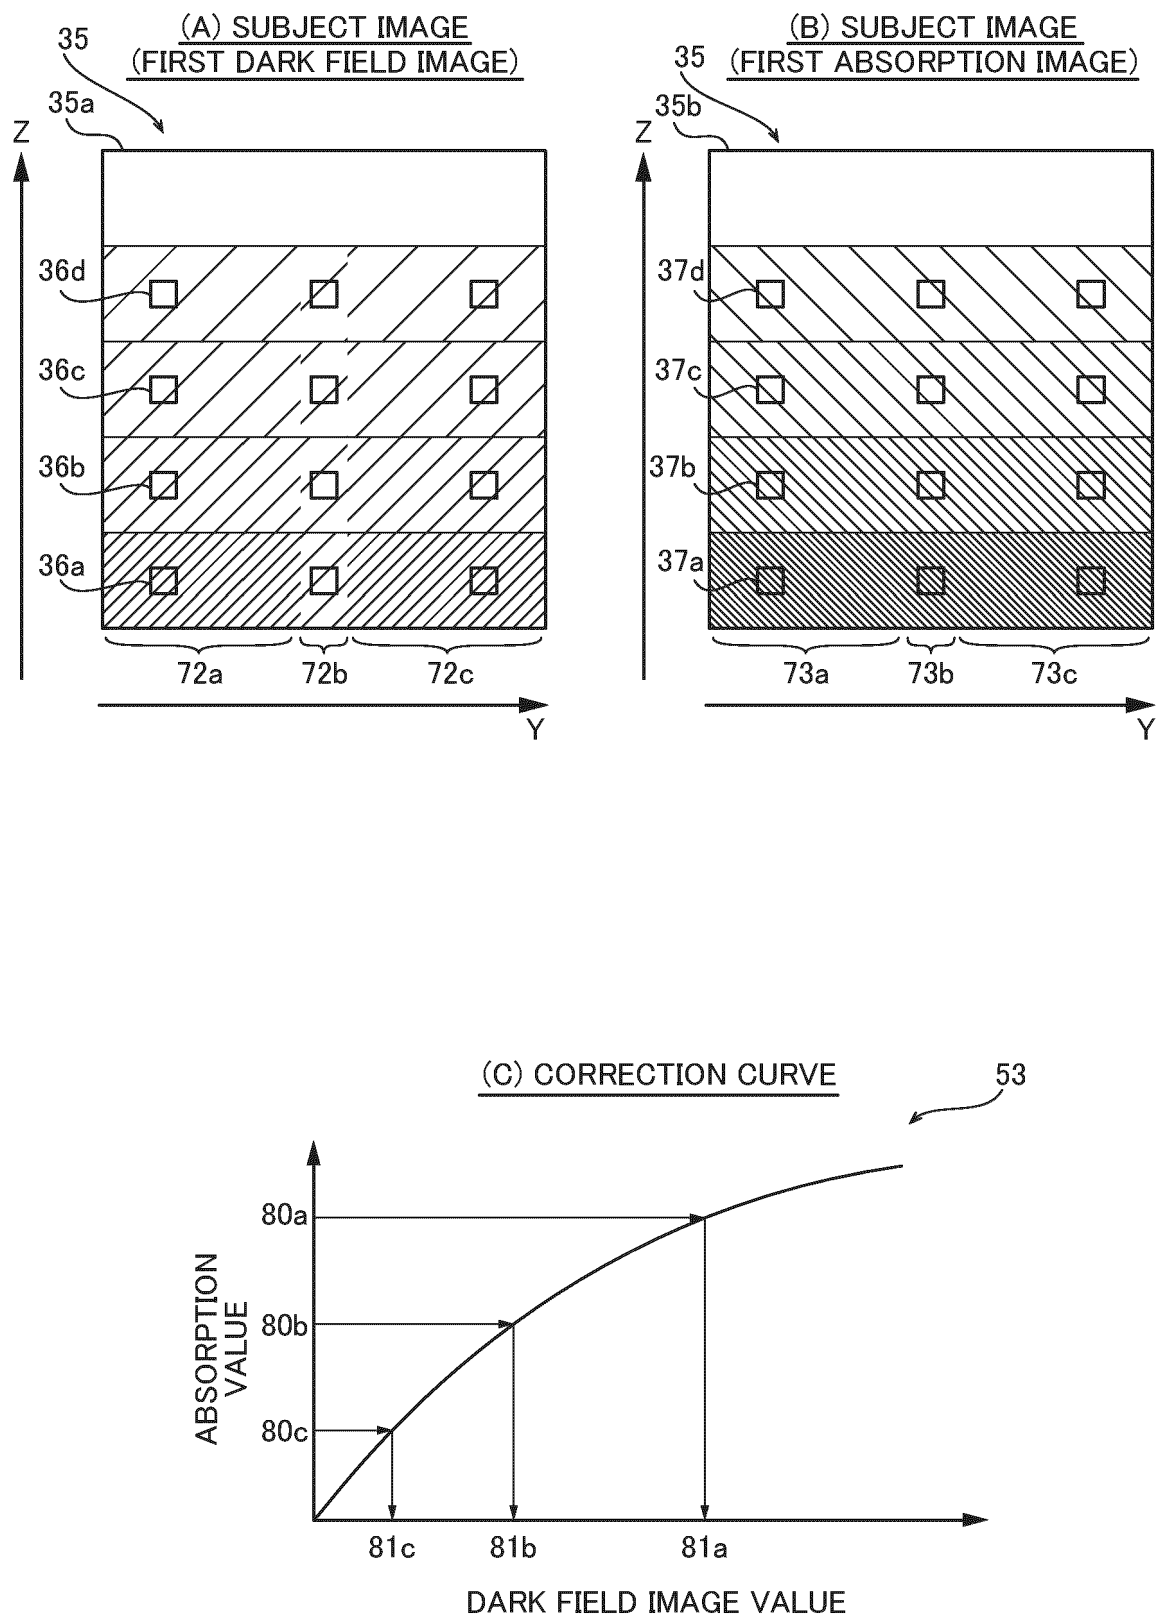 (A) SUBJECT IMAGE
(FIRST DARK FIELD IMAGE)
35
35a
Z
36d
36c
36b
36a
72a
72b
72c
Y
(B) SUBJECT IMAGE
(FIRST ABSORPTION IMAGE)
35
35b
Z
37d
37c
37b
37a
73a
73b
73c
Y
(C) CORRECTION CURVE
53
80a
80b
80c
ABSORPTION
VALUE
81c
81b
81a
DARK FIELD IMAGE VALUE